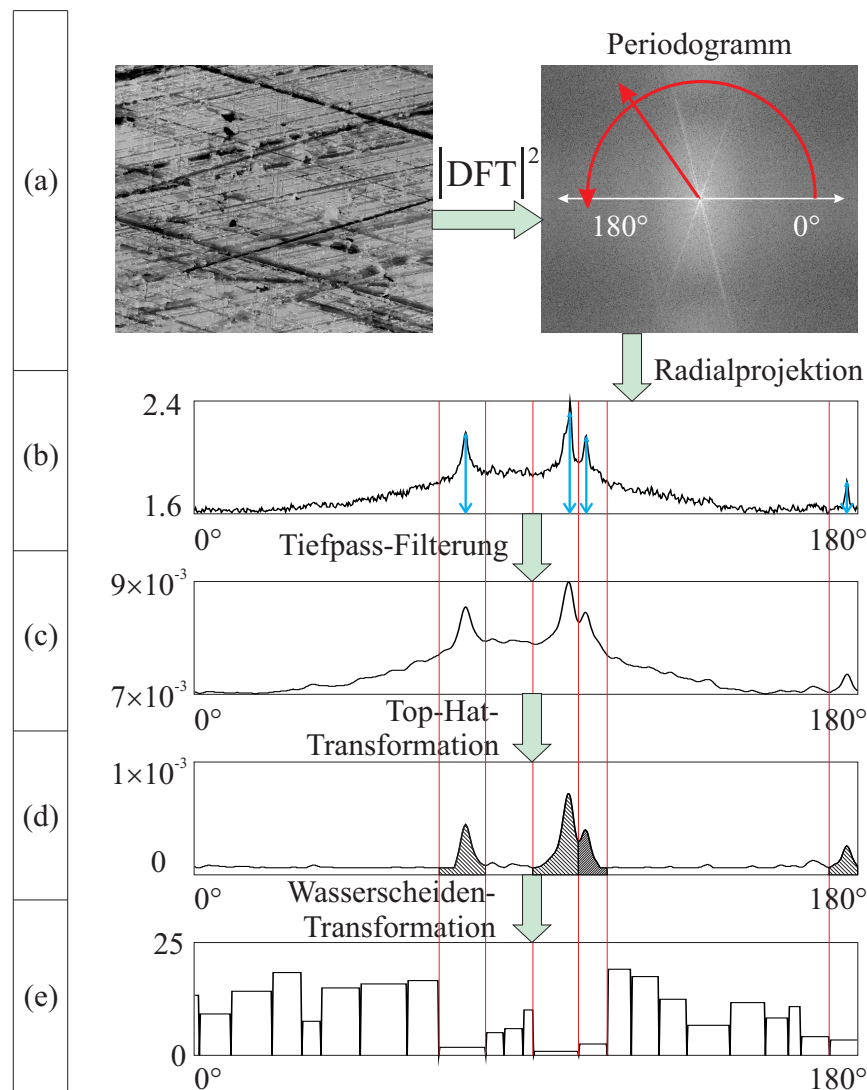 Periodogramm
(a)
|DFT|²
180°
0°
Radialprojektion
(b)
2.4
1.6
0°
180°
Tiefpass-Filterung
(c)
9×10⁻³
7×10⁻³
0°
180°
Top-Hat-
Transformation
(d)
1×10⁻³
0
0°
180°
Wasserscheiden-
Transformation
(e)
25
0
0°
180°